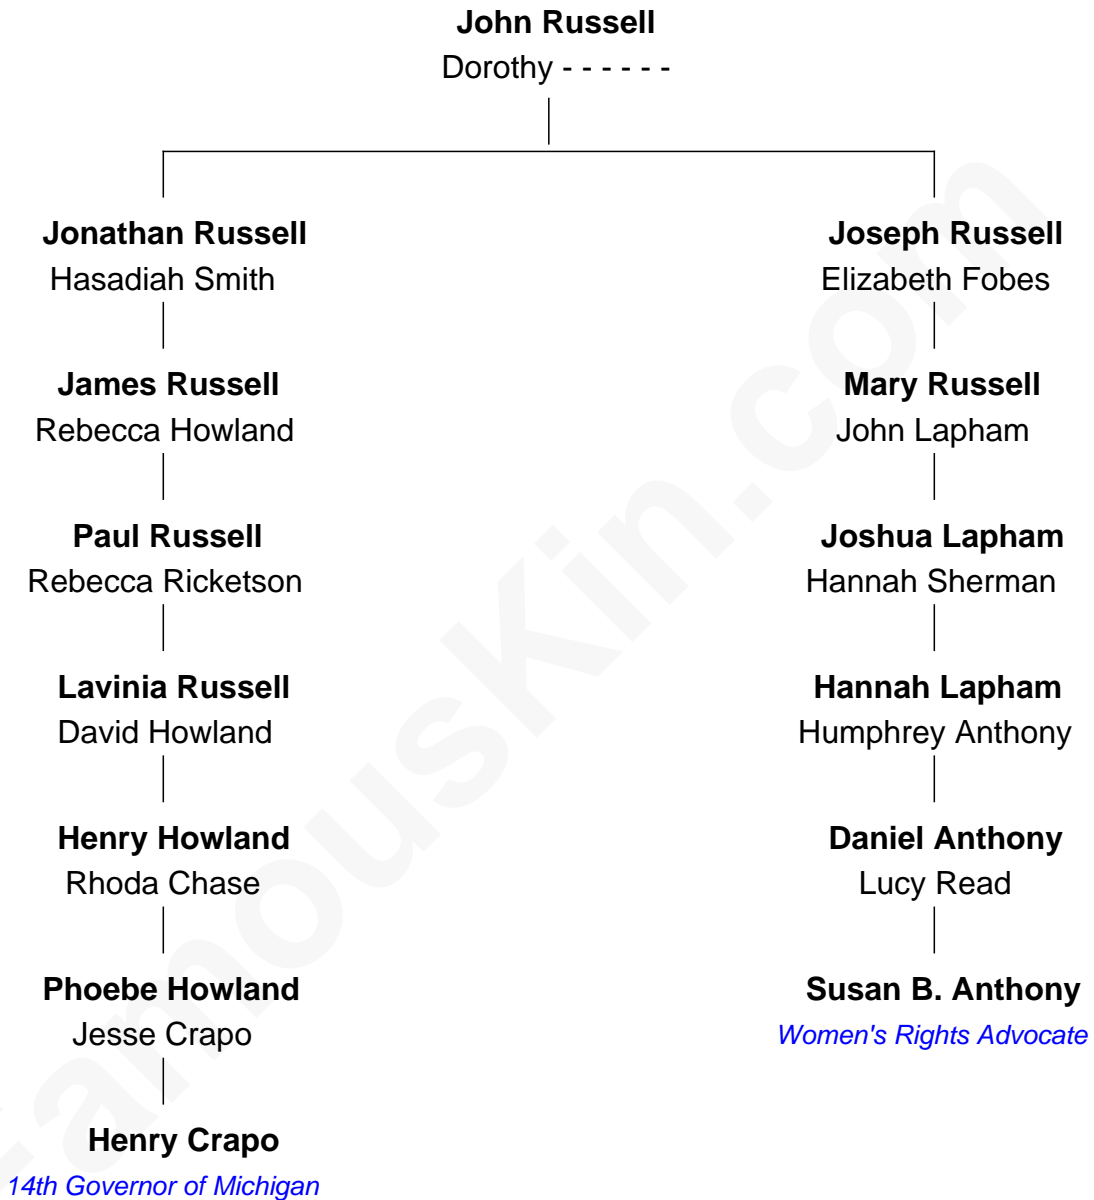 John Russell
Dorothy - - - - - -
Jonathan Russell
Hasadiah Smith
Joseph Russell
Elizabeth Fobes
James Russell
Rebecca Howland
Mary Russell
John Lapham
Paul Russell
Rebecca Ricketson
Joshua Lapham
Hannah Sherman
Lavinia Russell
David Howland
Hannah Lapham
Humphrey Anthony
Henry Howland
Rhoda Chase
Daniel Anthony
Lucy Read
Phoebe Howland
Jesse Crapo
Susan B. Anthony
Women's Rights Advocate
Henry Crapo
14th Governor of Michigan
FamousKin.com